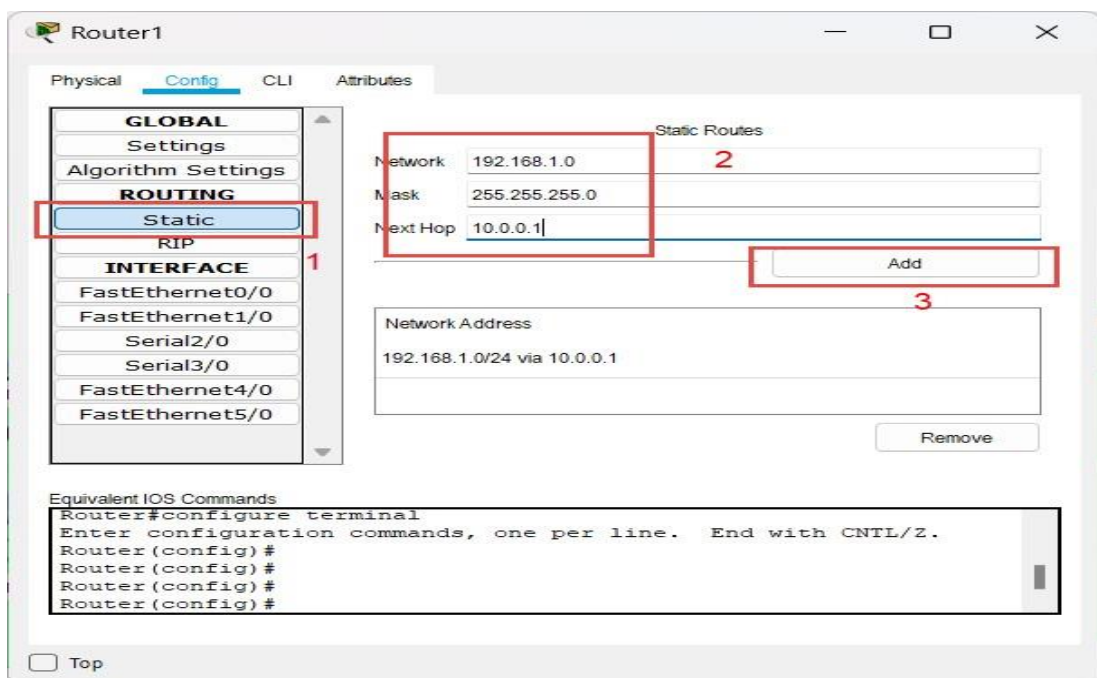 Router1
Physical Config CLI Attributes
GLOBAL
Settings
Algorithm Settings
ROUTING
Static
RIP
INTERFACE
FastEthernet0/0
FastEthernet1/0
Serial2/0
Serial3/0
FastEthernet4/0
FastEthernet5/0
1
Static Routes
2
Network 192.168.1.0
Mask 255.255.255.0
Next Hop 10.0.0.1
Add
3
Network Address
192.168.1.0/24 via 10.0.0.1
Remove
Equivalent IOS Commands
Router#configure terminal
Enter configuration commands, one per line. End with CNTL/Z.
Router(config)#
Router(config)#
Router(config)#
Router(config)#
Top